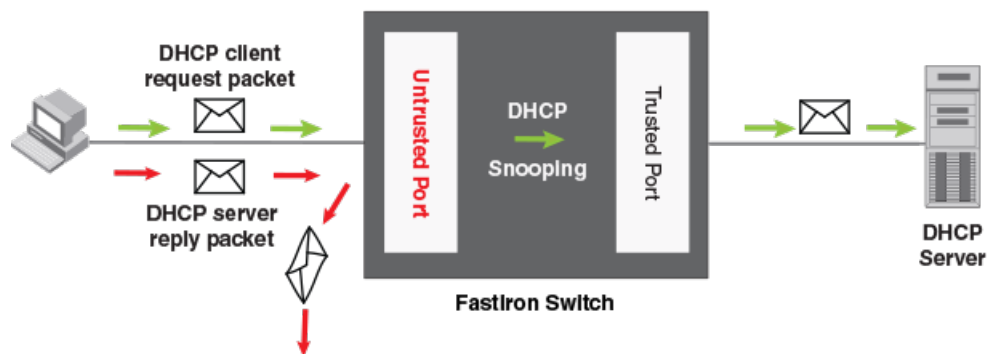 DHCP client
request packet
Untrusted Port
DHCP
Snooping
Trusted Port
DHCP server
reply packet
DHCP
Server
FastIron Switch